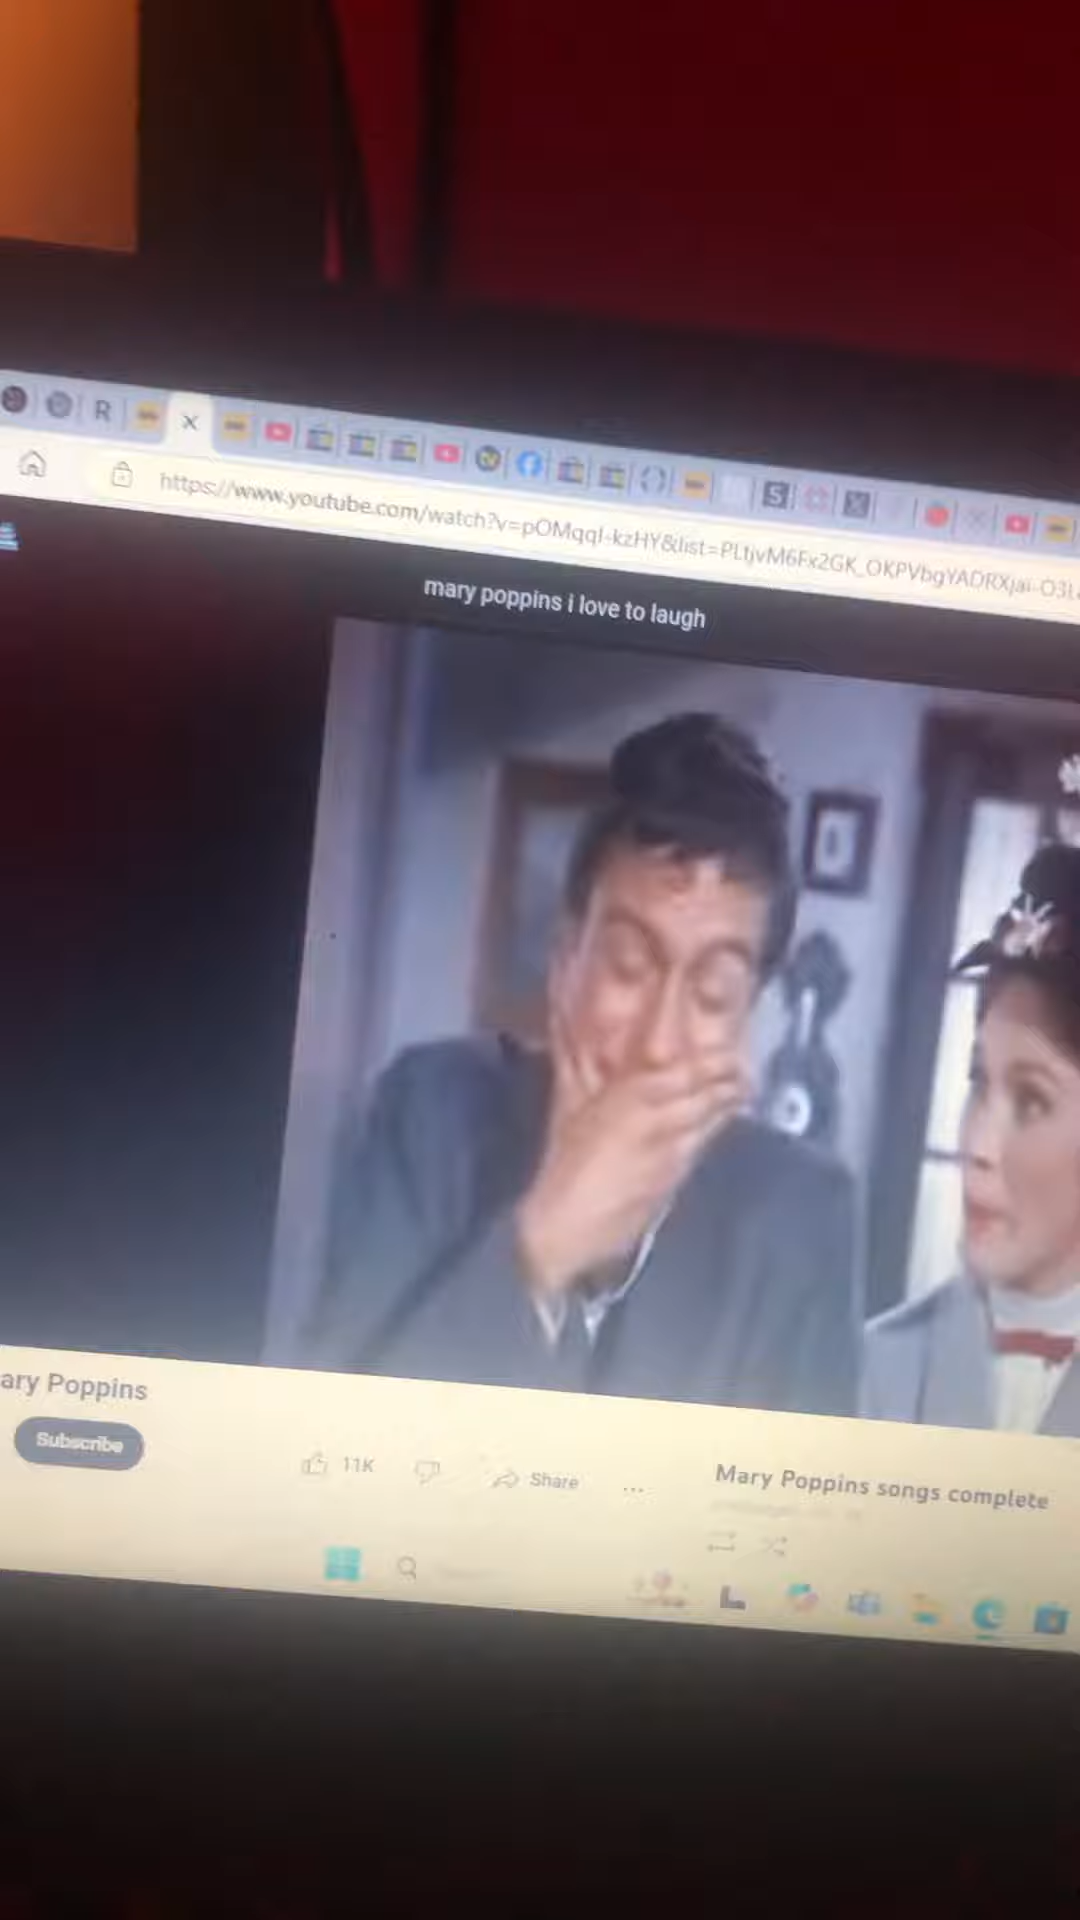 R
https://www.youtube.com/watch?v=pOMqqI-kzHY&list=PLtjvM6Fx2GK_OKPVbgYADRXjai-O3L
mary poppins i love to laugh
ary Poppins
Subscribe
11K
Share
...
Mary Poppins songs complete